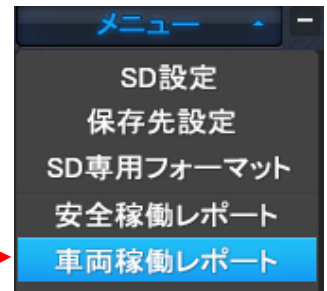 メニュー
SD設定
保存先設定
SD専用フォーマット
安全稼働レポート
車両稼働レポート